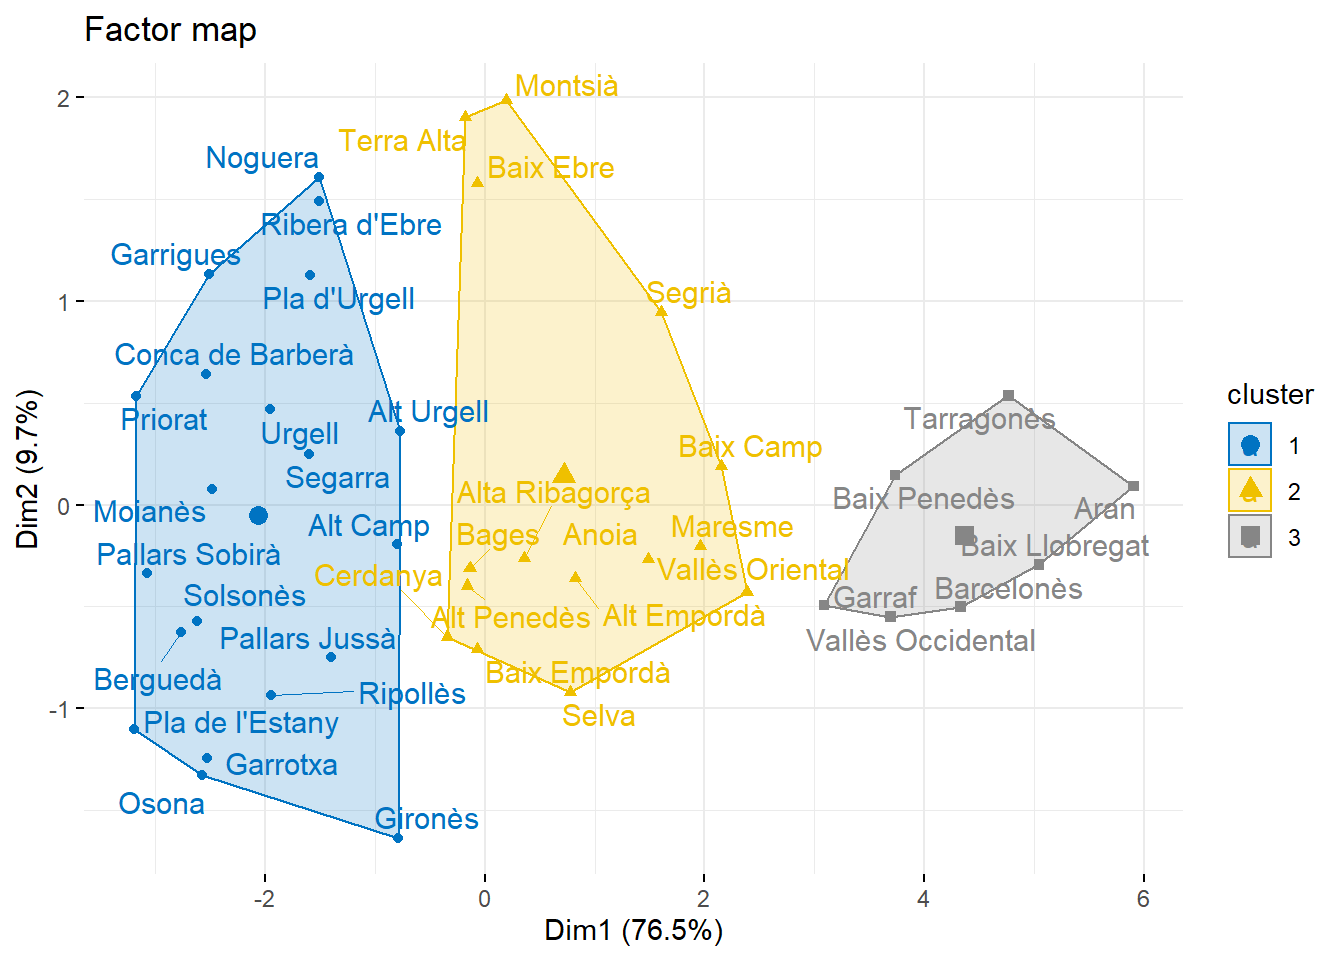 Factor map
Montsià
Terra Alta
Noguera
Baix Ebre
Ribera d'Ebre
Garrigues
Pla d'Urgell
Segrià
Conca de Barberà
Priorat
Alt Urgell
Urgell
Tarragonès
Baix Camp
Segarra
Alta Ribagorça
Baix Penedès
Moianès
Alt Camp
Aran
Bages
Anoia
Maresme
Baix Llobregat
Pallars Sobirà
Cerdanya
Vallès Oriental
Solsonès
Garraf
Barcelonès
Alt Penedès
Alt Empordà
Pallars Jussà
Vallès Occidental
Berguedà
Baix Empordà
Ripollès
Pla de l'Estany
Selva
Garrotxa
Osona
Gironès
2
1
0
-1
Dim2 (9.7%)
-2
0
2
4
6
Dim1 (76.5%)
cluster
a 1
a 2
a 3